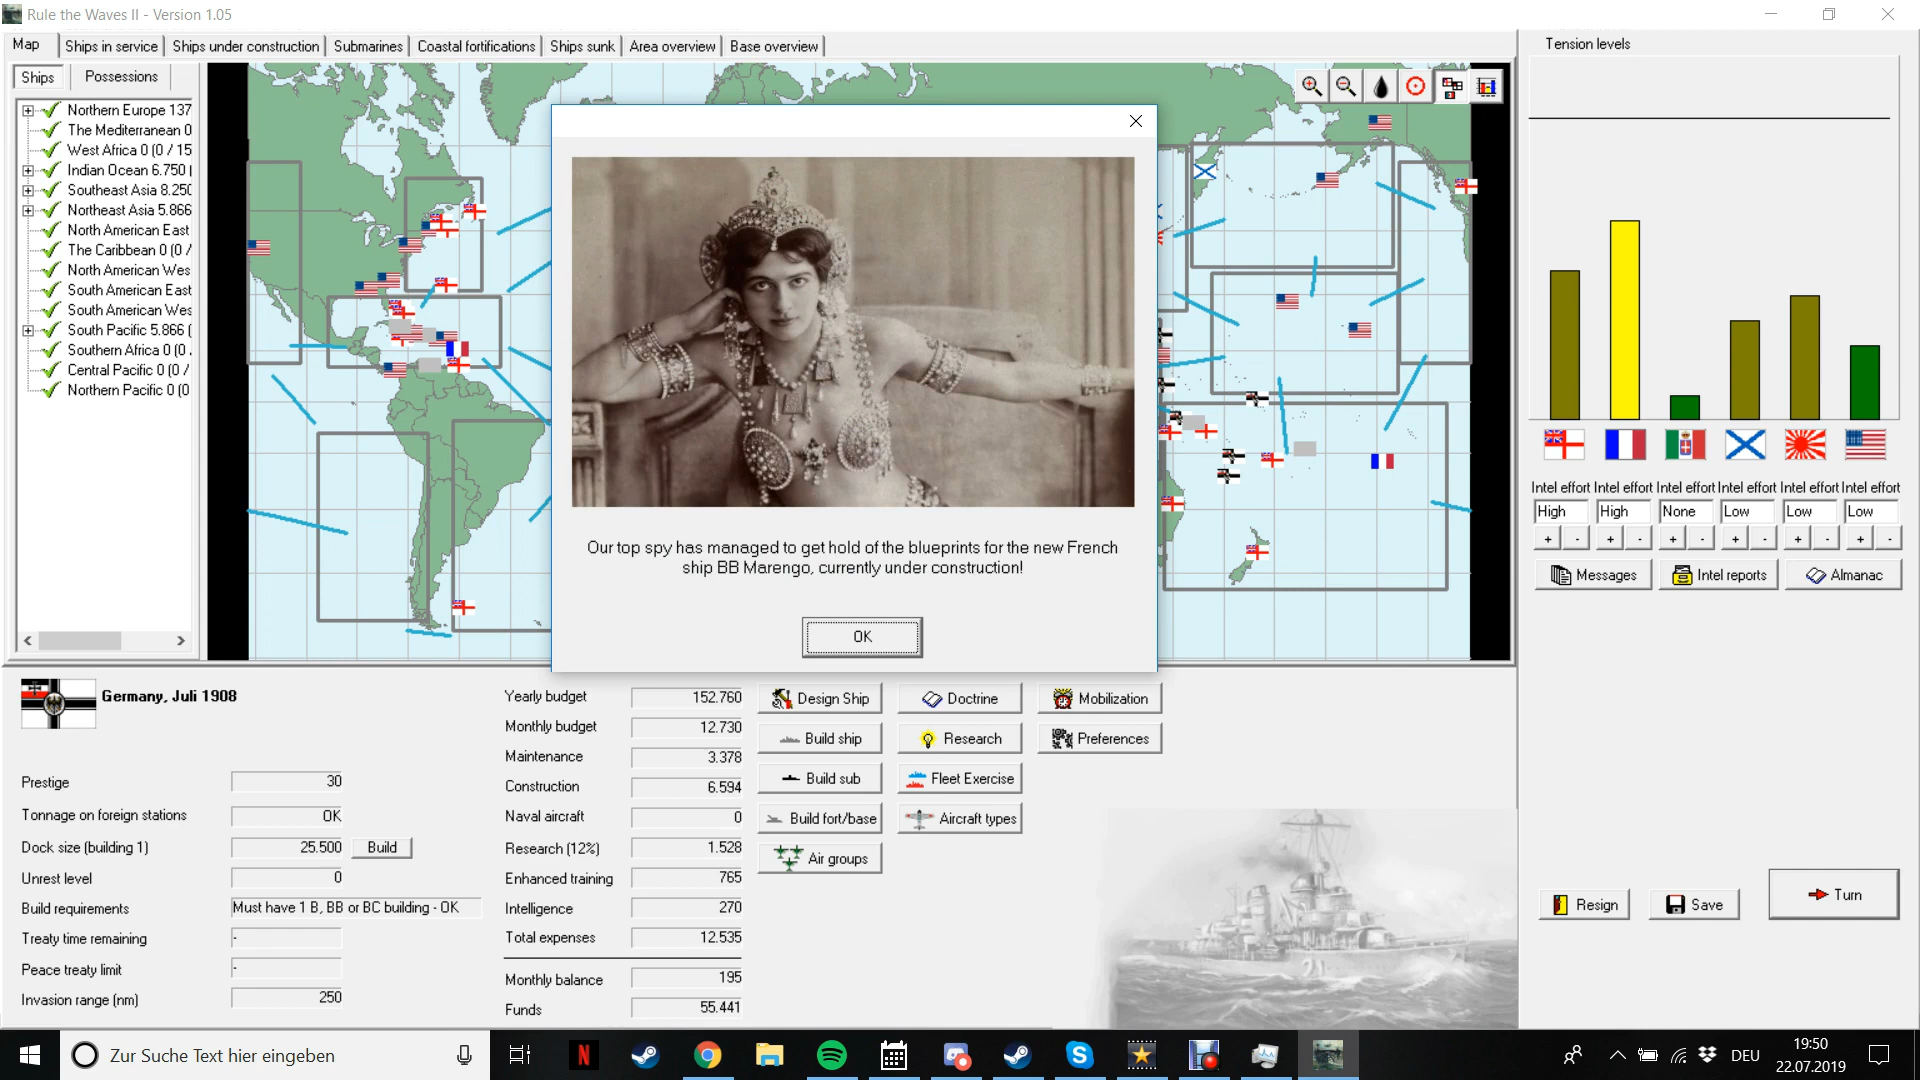 Rule the Waves II - Version 1.05
Map
Ships in service
Ships under construction
Submarines
Coastal fortifications
Ships sunk
Area overview
Base overview
Tension levels
Ships
Possessions
Northern Europe 137
The Mediterranean 0
West Africa 0 (0 / 15
Indian Ocean 6.750 (
Southeast Asia 8.250
Northeast Asia 5.866
North American East
The Caribbean 0 (0 /
North American Wes
South American East
South American Wes
South Pacific 5.866 (
Southern Africa 0 (0 .
Central Pacific 0 (0 /
Northern Pacific 0 (0
Our top spy has managed to get hold of the blueprints for the new French
ship BB Marengo, currently under construction!
OK
Intel effort Intel effort Intel effort Intel effort Intel effort Intel effort
High High None Low Low Low
+ - + - + - + - + - + -
Messages
Intel reports
Almanac
Germany, Juli 1908
Prestige 30
Tonnage on foreign stations OK
Dock size (building 1) 25.500 Build
Unrest level 0
Build requirements Must have 1 B, BB or BC building - OK
Treaty time remaining -
Peace treaty limit -
Invasion range (nm) 250
Yearly budget 152.760
Monthly budget 12.730
Maintenance 3.378
Construction 6.594
Naval aircraft 0
Research (12%) 1.528
Enhanced training 765
Intelligence 270
Total expenses 12.535
Monthly balance 195
Funds 55.441
Design Ship
Doctrine
Mobilization
Build ship
Research
Preferences
Build sub
Fleet Exercise
Build fort/base
Aircraft types
Air groups
Resign
Save
Turn
Zur Suche Text hier eingeben
N
DEU
19:50
22.07.2019